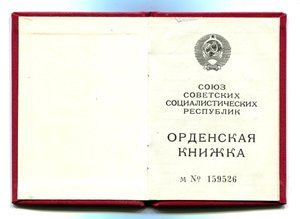 СОЮЗ
СОВЕТСКИХ
СОЦИАЛИСТИЧЕСКИХ
РЕСПУБЛИК
ОРДЕНСКАЯ
КНИЖКА
М № 159526